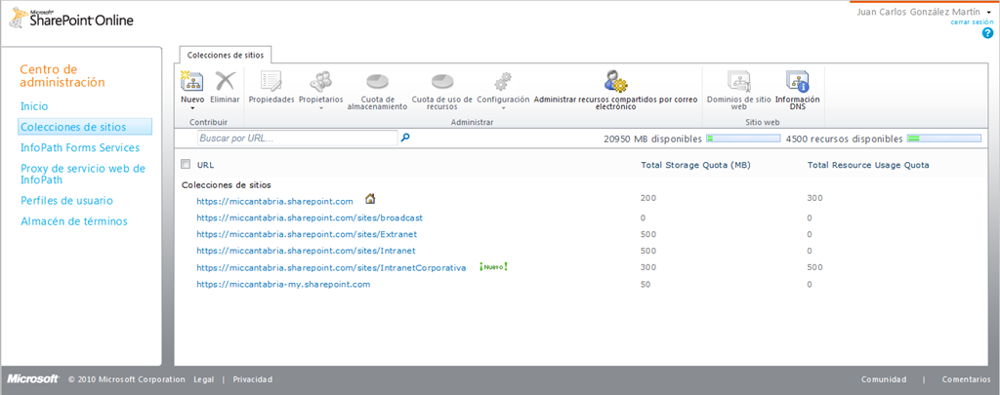 Microsoft®
SharePoint Online
Juan Carlos González Martín
cerrar sesión
Centro de
administración
Inicio
Colecciones de sitios
InfoPath Forms Services
Proxy de servicio web de
InfoPath
Perfiles de usuario
Almacén de términos
Colecciones de sitios
Nuevo
Eliminar
Propiedades
Propietarios
Cuota de
almacenamiento
Cuota de uso de
recursos
Configuración
Administrar recursos compartidos por correo
electrónico
Dominios de sitio
web
Información
DNS
Contribuir
Administrar
Sitio web
Buscar por URL...
20950 MB disponibles
4500 recursos disponibles
URL Total Storage Quota (MB) Total Resource Usage Quota
Colecciones de sitios
https://miccantabria.sharepoint.com 200 300
https://miccantabria.sharepoint.com/sites/broadcast 0 0
https://miccantabria.sharepoint.com/sites/Extranet 500 0
https://miccantabria.sharepoint.com/sites/Intranet 500 0
https://miccantabria.sharepoint.com/sites/IntranetCorporativa ¡Nuevo! 300 500
https://miccantabria-my.sharepoint.com 50 0
Microsoft © 2010 Microsoft Corporation Legal | Privacidad Comunidad | Comentarios